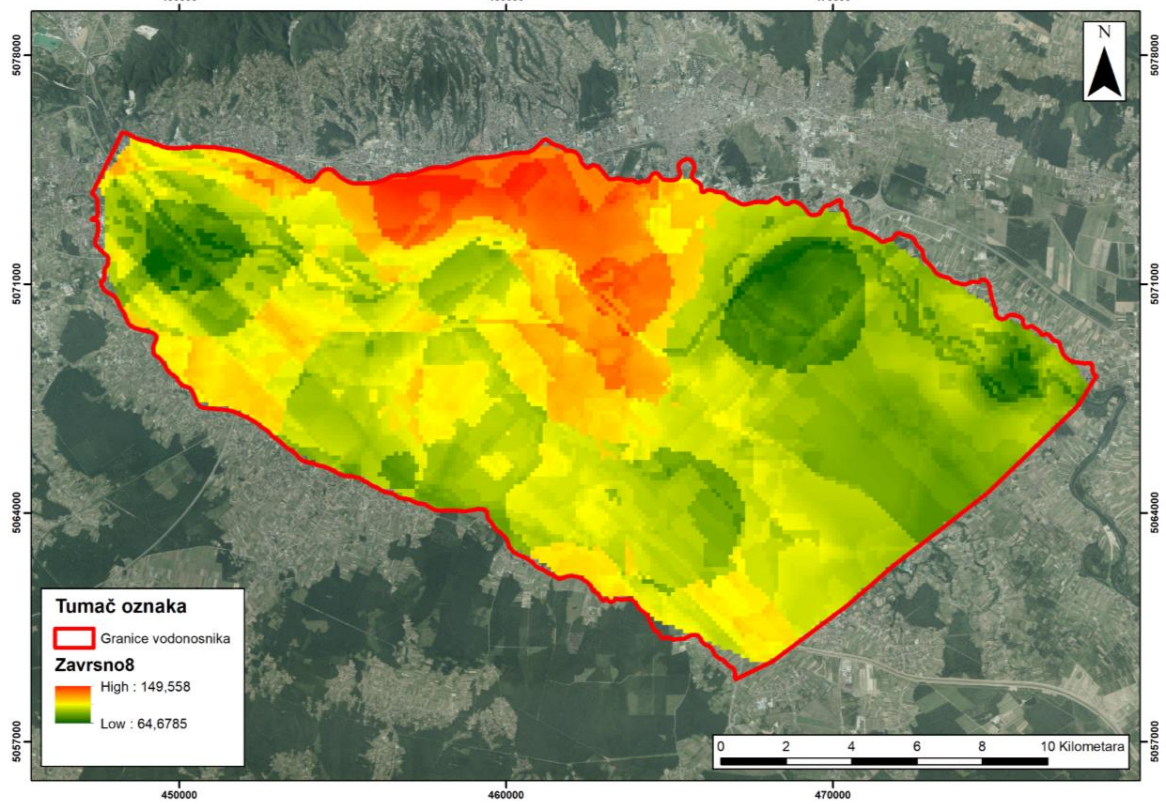 5078000
5078000
N
5071000
5071000
5064000
5064000
5057000
5057000
Tumač oznaka
Granice vodonosnika
Zavrsno8
High : 149,558
Low : 64,6785
0 2 4 6 8 10 Kilometara
450000 460000 470000